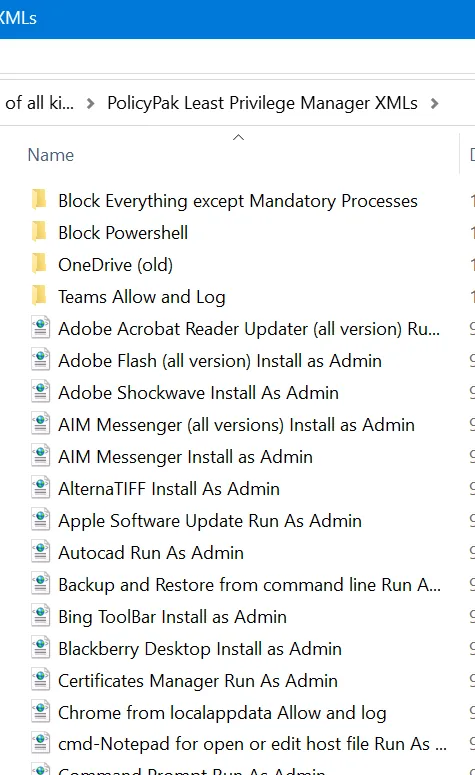 XMLs
of all ki... > PolicyPak Least Privilege Manager XMLs >
Name
Block Everything except Mandatory Processes
Block Powershell
OneDrive (old)
Teams Allow and Log
Adobe Acrobat Reader Updater (all version) Ru...
Adobe Flash (all version) Install as Admin
Adobe Shockwave Install As Admin
AIM Messenger (all versions) Install as Admin
AIM Messenger Install as Admin
AlternaTIFF Install As Admin
Apple Software Update Run As Admin
Autocad Run As Admin
Backup and Restore from command line Run A...
Bing ToolBar Install as Admin
Blackberry Desktop Install as Admin
Certificates Manager Run As Admin
Chrome from localappdata Allow and log
cmd-Notepad for open or edit host file Run As ...
Command Prompt Run As Admin